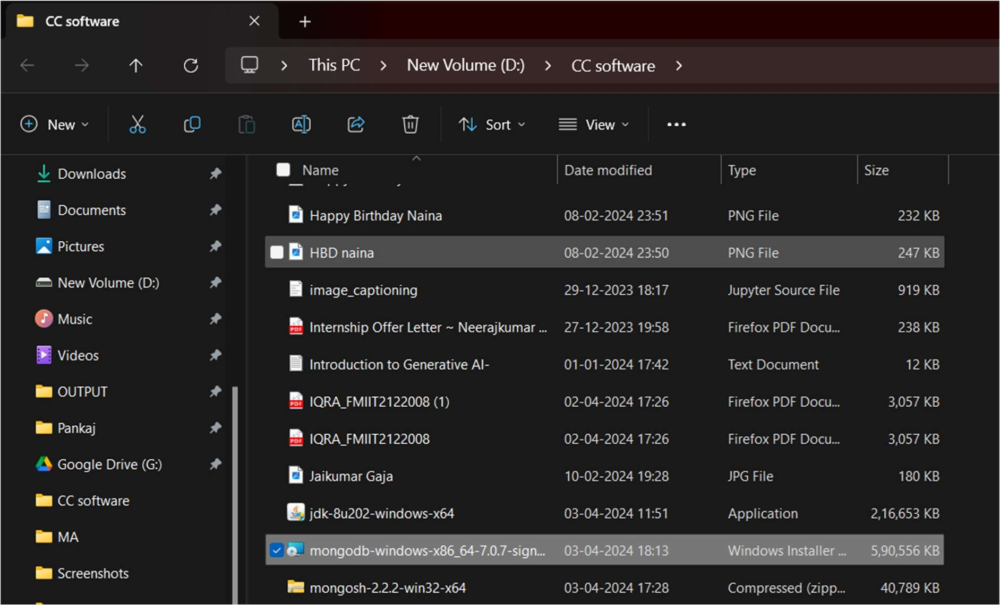 CC software
This PC > New Volume (D:) > CC software >
New Sort View
Name Date modified Type Size
Downloads
Documents
Pictures
New Volume (D:)
Music
Videos
OUTPUT
Pankaj
Google Drive (G:)
CC software
MA
Screenshots
Happy Birthday Naina 08-02-2024 23:51 PNG File 232 KB
HBD naina 08-02-2024 23:50 PNG File 247 KB
image_captioning 29-12-2023 18:17 Jupyter Source File 919 KB
Internship Offer Letter ~ Neerajkumar ... 27-12-2023 19:58 Firefox PDF Docu... 238 KB
Introduction to Generative AI- 01-01-2024 17:42 Text Document 12 KB
IQRA_FMIIT2122008 (1) 02-04-2024 17:26 Firefox PDF Docu... 3,057 KB
IQRA_FMIIT2122008 02-04-2024 17:26 Firefox PDF Docu... 3,057 KB
Jaikumar Gaja 10-02-2024 19:28 JPG File 180 KB
jdk-8u202-windows-x64 03-04-2024 11:51 Application 2,16,653 KB
mongodb-windows-x86_64-7.0.7-sign... 03-04-2024 18:13 Windows Installer ... 5,90,556 KB
mongosh-2.2.2-win32-x64 03-04-2024 17:28 Compressed (zipp... 40,789 KB